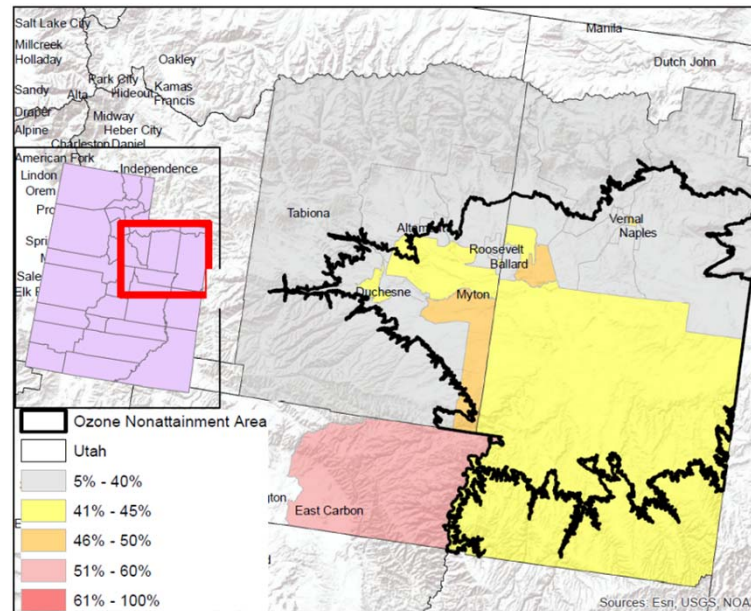 Salt Lake City
Manila
Millcreek
Holladay
Oakley
Dutch John
Park City
Kamas
Sandy
Alta
Hideout
Francis
Draper
Midway
Alpine
Heber City
Charleston
Daniel
American Fork
Independence
Lindon
Orem
Tabiona
Vernal
Naples
Roosevelt
Ballard
Duchesne
Myton
East Carbon
Ozone Nonattainment Area
Utah
5% - 40%
41% - 45%
46% - 50%
51% - 60%
61% - 100%
Sources: Esri, USGS, NOA